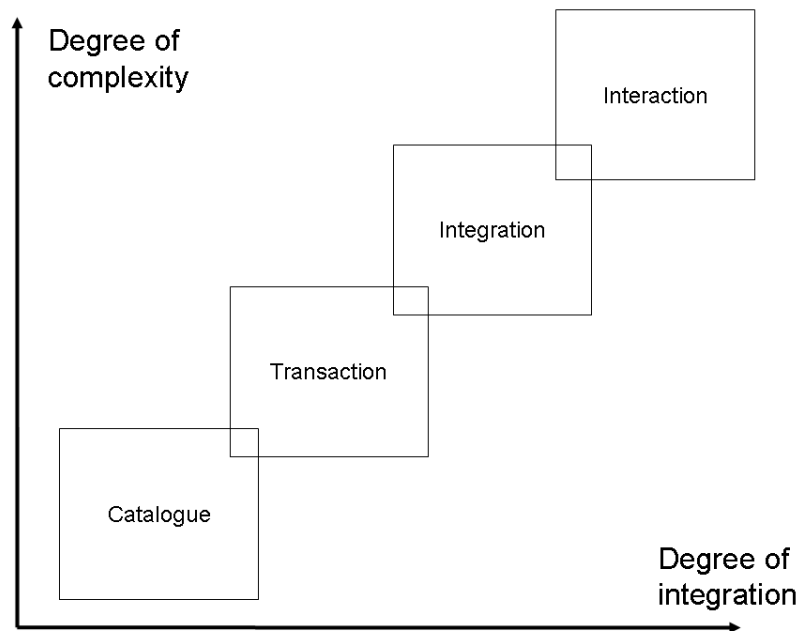 Degree of
complexity
Interaction
Integration
Transaction
Catalogue
Degree of
integration